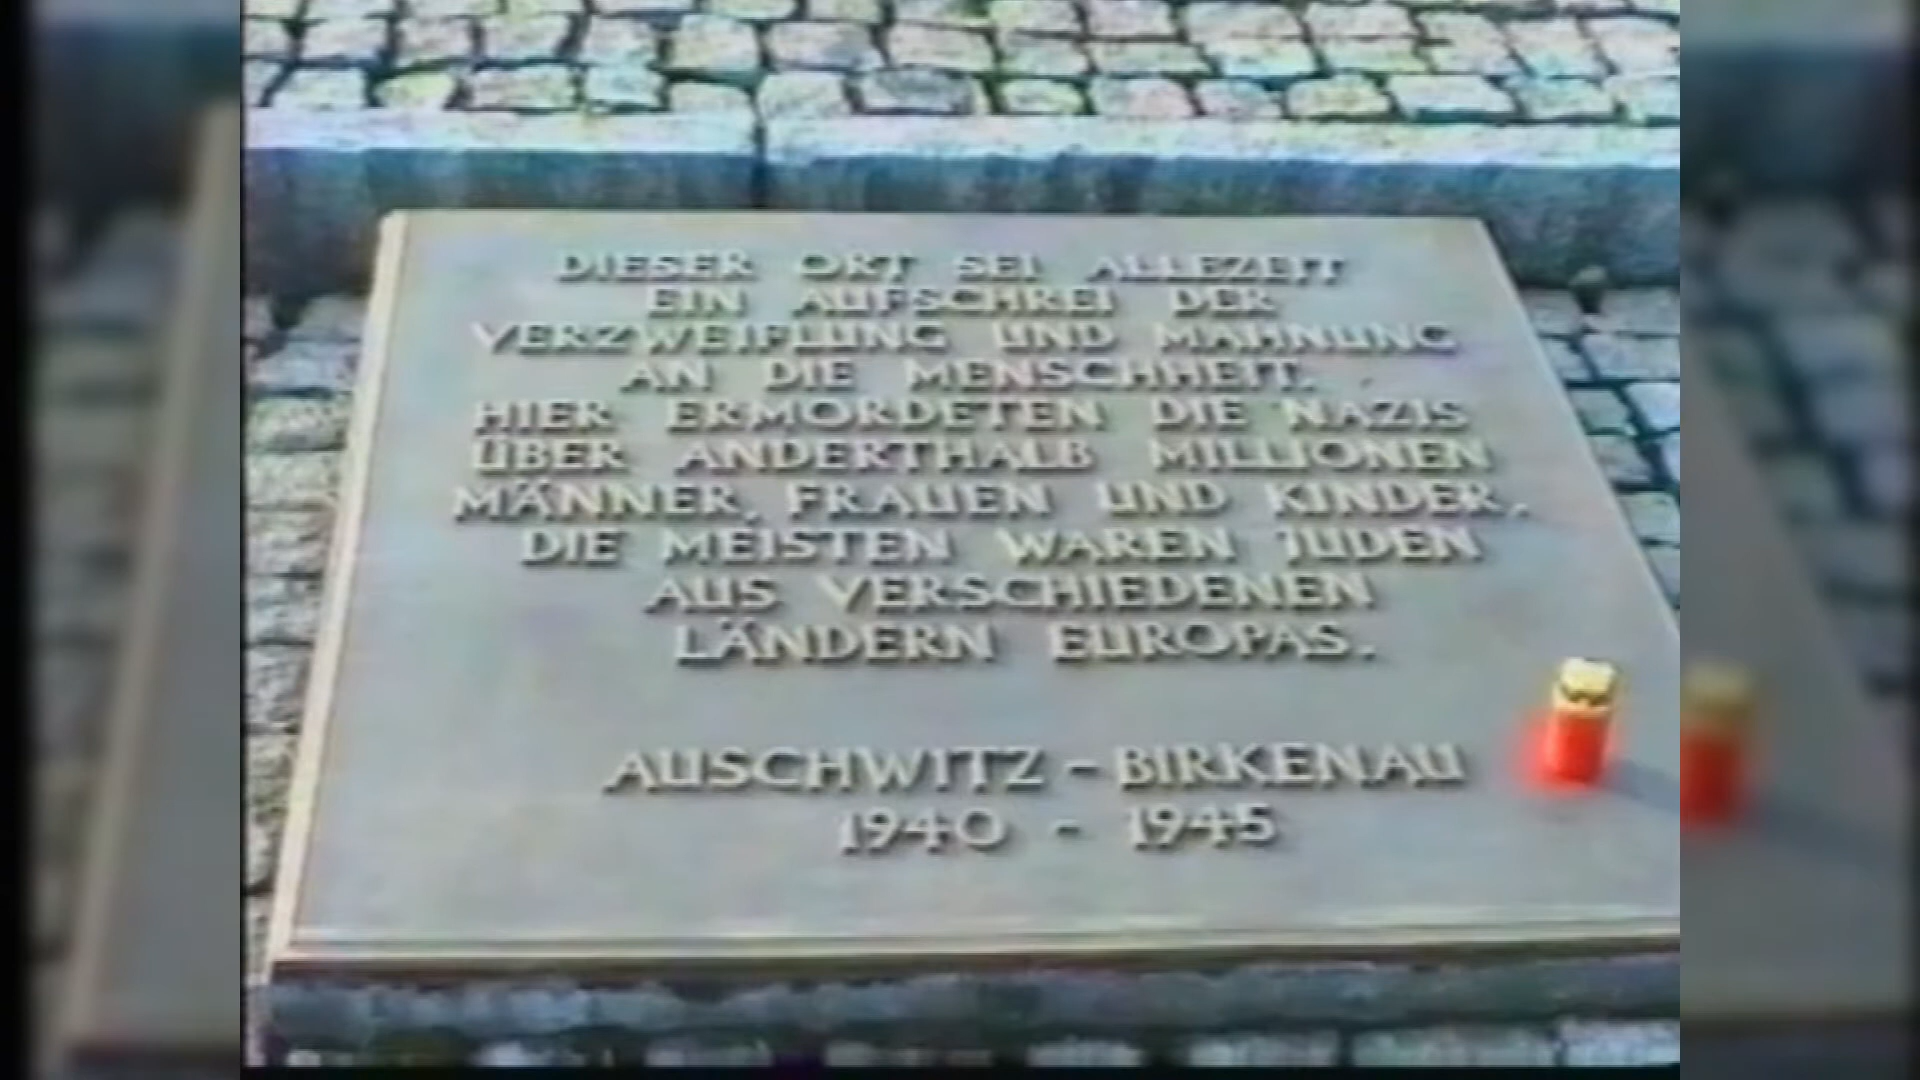 DIESER ORT SEI ALLEZEIT
EIN AUFSCHREI DER
VERZWEIFLUNG UND MAHNUNG
AN DIE MENSCHHEIT.
HIER ERMORDETEN DIE NAZIS
ÜBER ANDERTHALB MILLIONEN
MÄNNER, FRAUEN UND KINDER.
DIE MEISTEN WAREN JUDEN
AUS VERSCHIEDENEN
LÄNDERN EUROPAS.
AUSCHWITZ - BIRKENAU
1940 - 1945